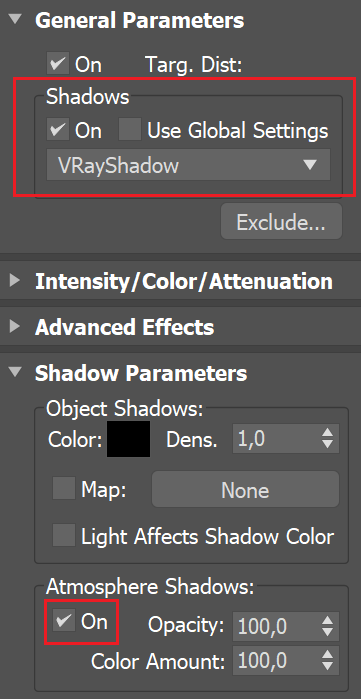 General Parameters
On Targ. Dist:
Shadows
On Use Global Settings
VRayShadow
Exclude...
Intensity/Color/Attenuation
Advanced Effects
Shadow Parameters
Object Shadows:
Color: Dens. 1,0
Map: None
Light Affects Shadow Color
Atmosphere Shadows:
On Opacity: 100,0
Color Amount: 100,0